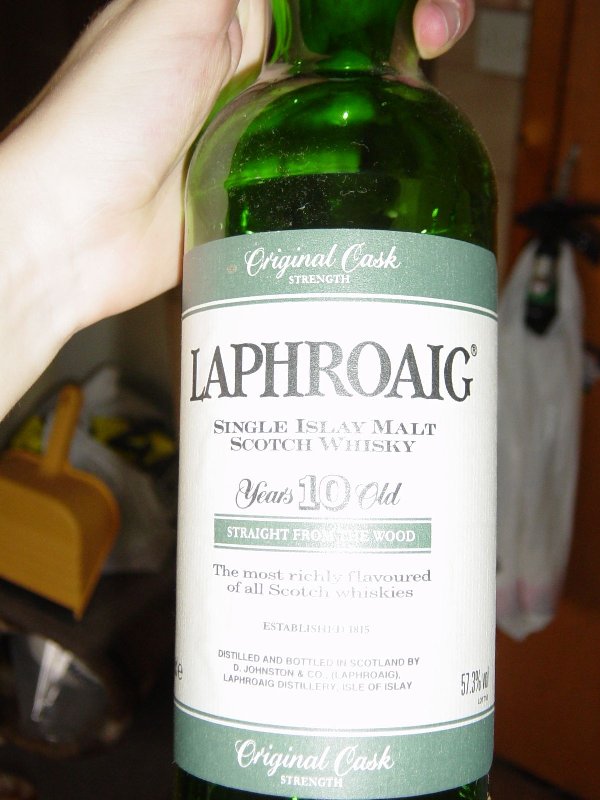 Original Cask
STRENGTH
LAPHROAIG®
SINGLE ISLAY MALT
SCOTCH WHISKY
Years 10 Old
STRAIGHT FROM THE WOOD
The most richly flavoured
of all Scotch whiskies
ESTABLISHED 1815
DISTILLED AND BOTTLED IN SCOTLAND BY
D. JOHNSTON & CO., (LAPHROAIG),
LAPHROAIG DISTILLERY, ISLE OF ISLAY
57.3% vol
Original Cask
STRENGTH